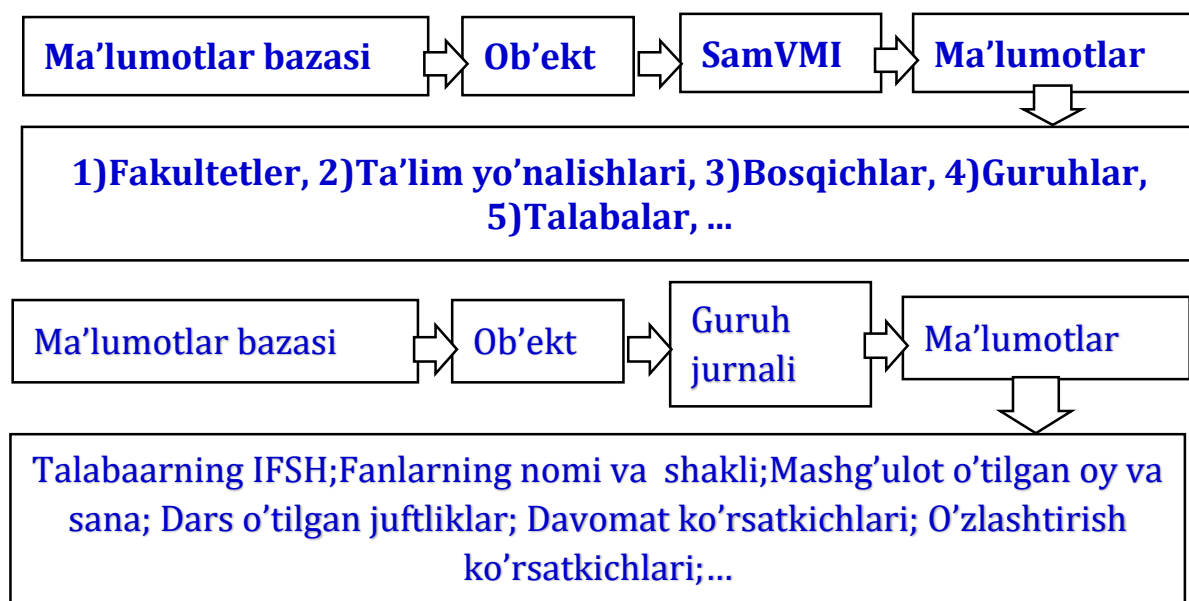 Ma’lumotlar bazasi Ob’ekt SamVMI Ma’lumotlar
1)Fakultetler, 2)Ta’lim yo’nalishlari, 3)Bosqichlar, 4)Guruhlar,
5)Talabalar, ...
Ma’lumotlar bazasi Ob’ekt Guruh jurnali Ma’lumotlar
Talabaarning IFSH;Fanlarning nomi va shakli;Mashg’ulot o’tilgan oy va
sana; Dars o’tilgan juftliklar; Davomat ko’rsatkichlari; O’zlashtirish
ko’rsatkichlari;...